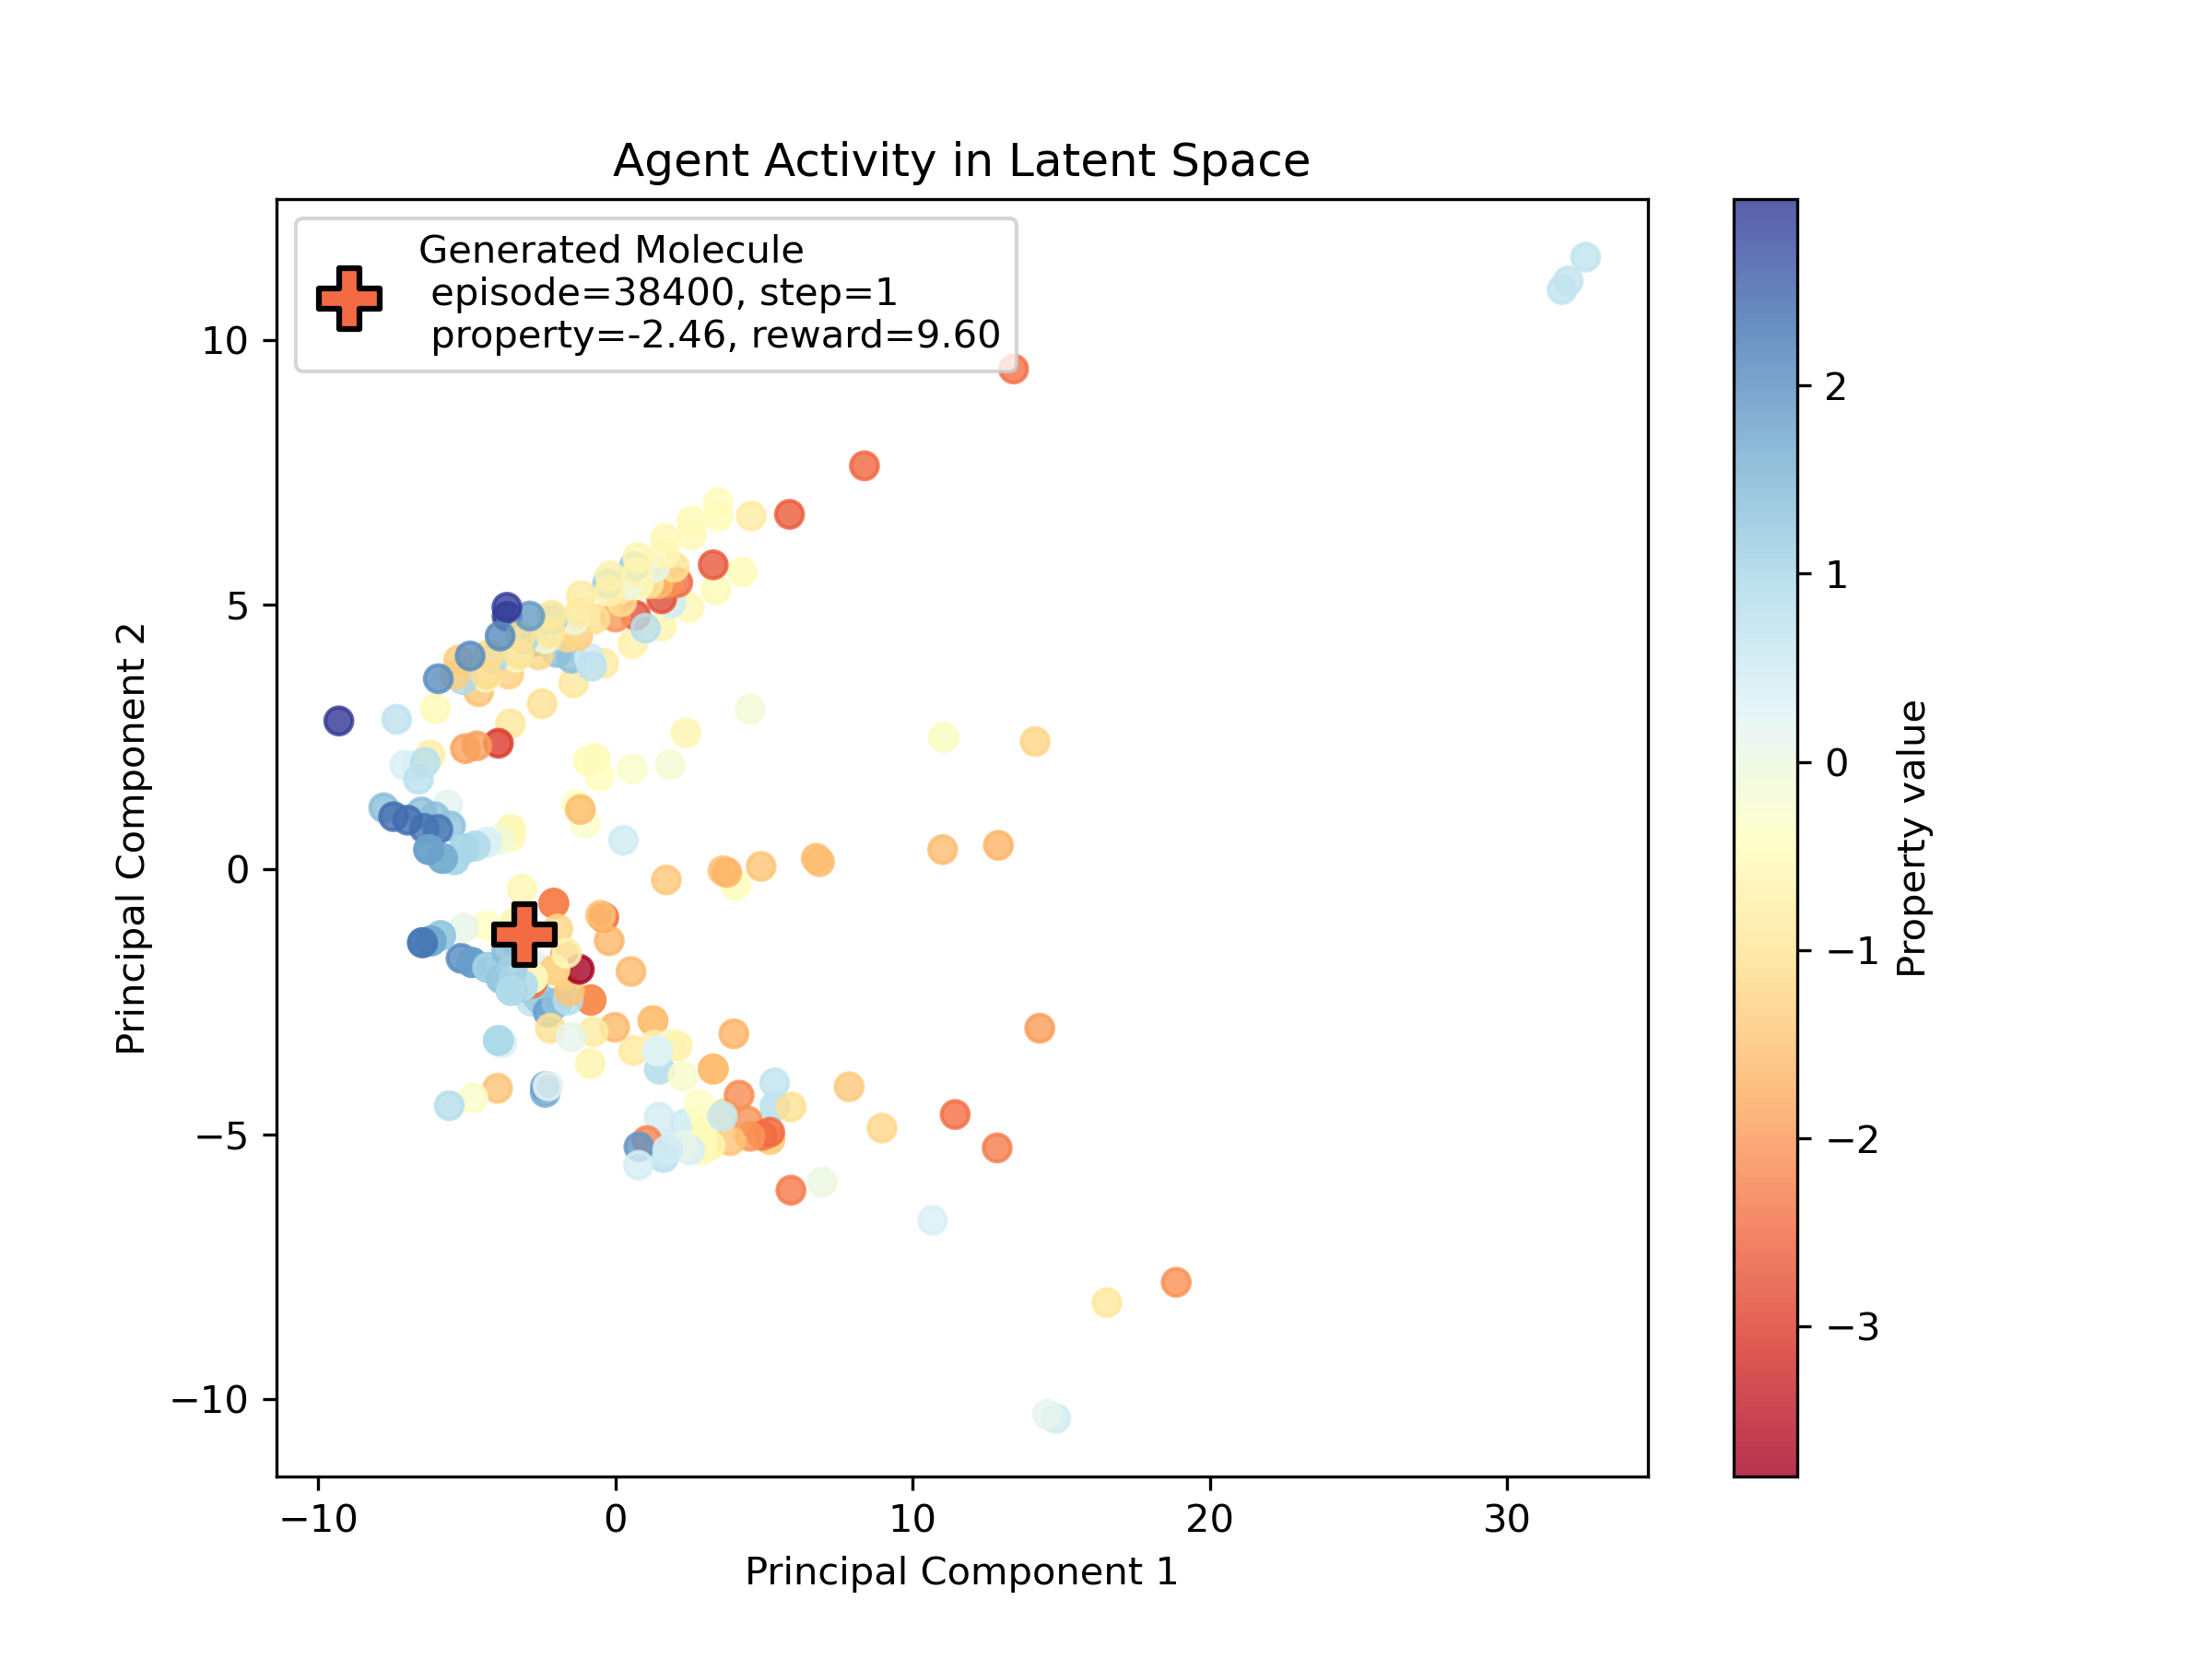 Agent Activity in Latent Space
Generated Molecule
episode=38400, step=1
property=-2.46, reward=9.60
10
5
0
−5
−10
Principal Component 2
−10
0
10
20
30
Principal Component 1
2
1
0
−1
−2
−3
Property value